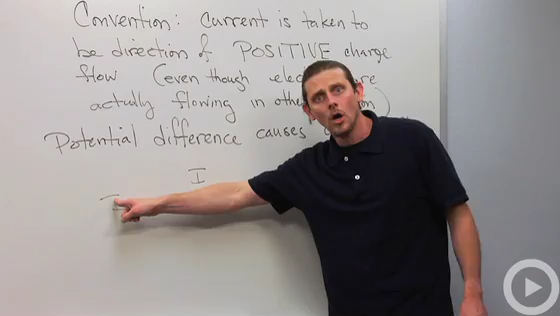 Convention: Current is taken to
be direction of POSITIVE charge
flow (even though are
actually flowing in
Potential difference causes
I
I